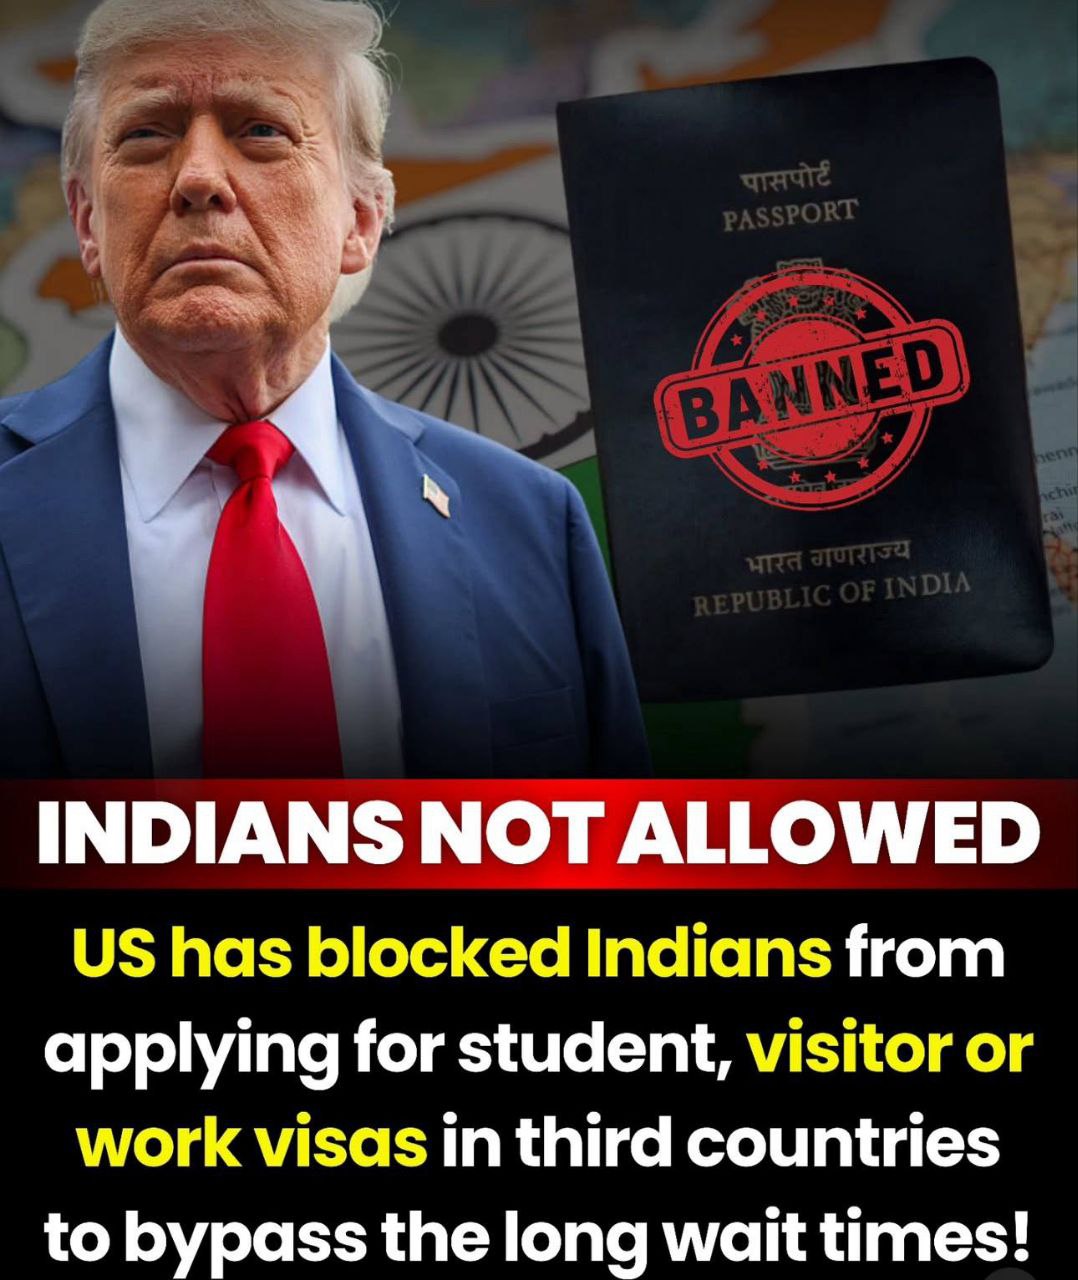 पासपोर्ट
PASSPORT
BANNED
भारत गणराज्य
REPUBLIC OF INDIA
INDIANS NOT ALLOWED
US has blocked Indians from
applying for student, visitor or
work visas in third countries
to bypass the long wait times!